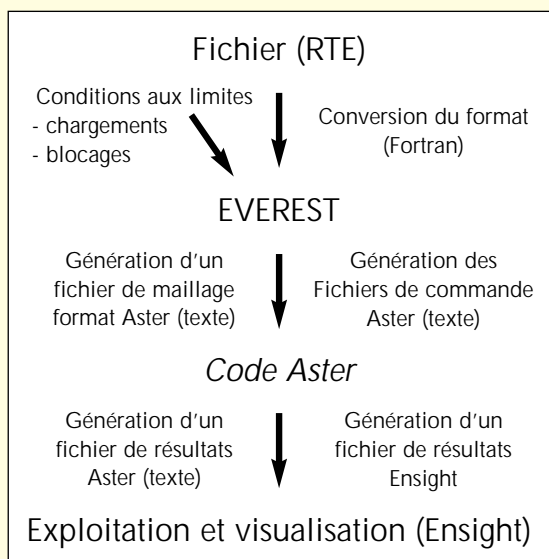 Fichier (RTE)
Conditions aux limites
- chargements
- blocages
Conversion du format
(Fortran)
EVEREST
Génération d'un
fichier de maillage
format Aster (texte)
Génération des
Fichiers de commande
Aster (texte)
Code Aster
Génération d'un
fichier de résultats
Aster (texte)
Génération d'un
fichier de résultats
Ensight
Exploitation et visualisation (Ensight)